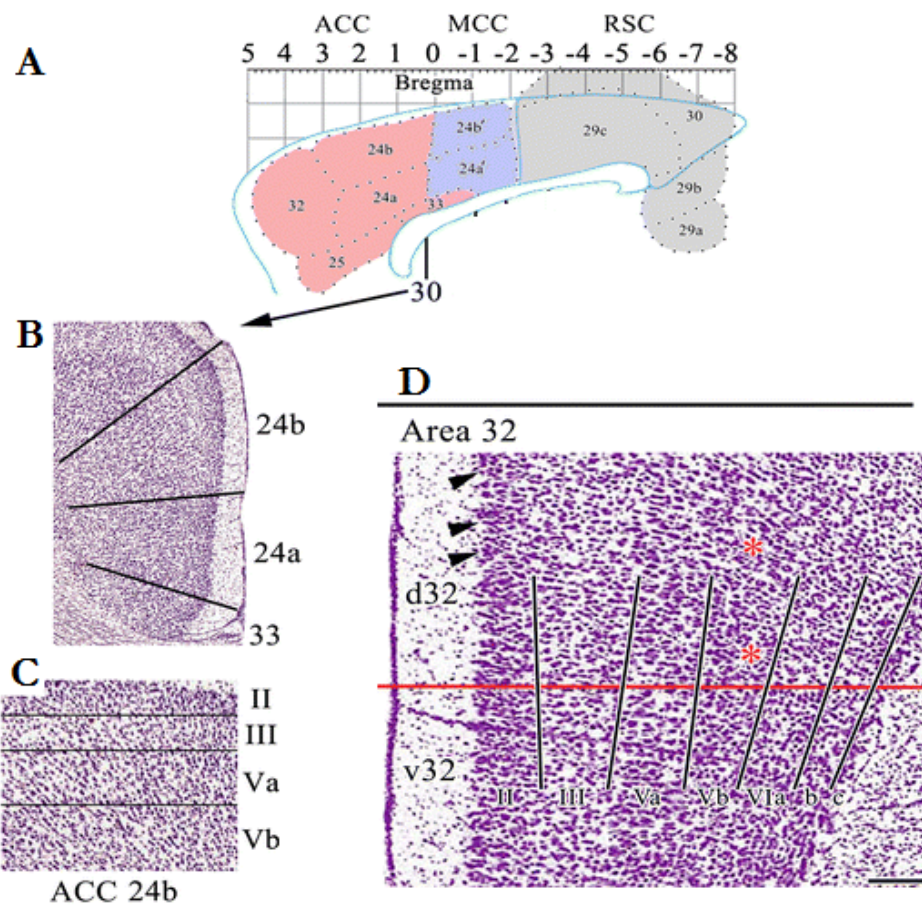 A
ACC MCC RSC
5 4 3 2 1 0 -1 -2 -3 -4 -5 -6 -7 -8
Bregma
24b
24b'
29c
30
32
24a
24a'
33
29b
25
29a
30
B
24b
24a
33
C
II
III
Va
Vb
ACC 24b
D
Area 32
*
d32
*
v32
II III Va Vb VIa b c